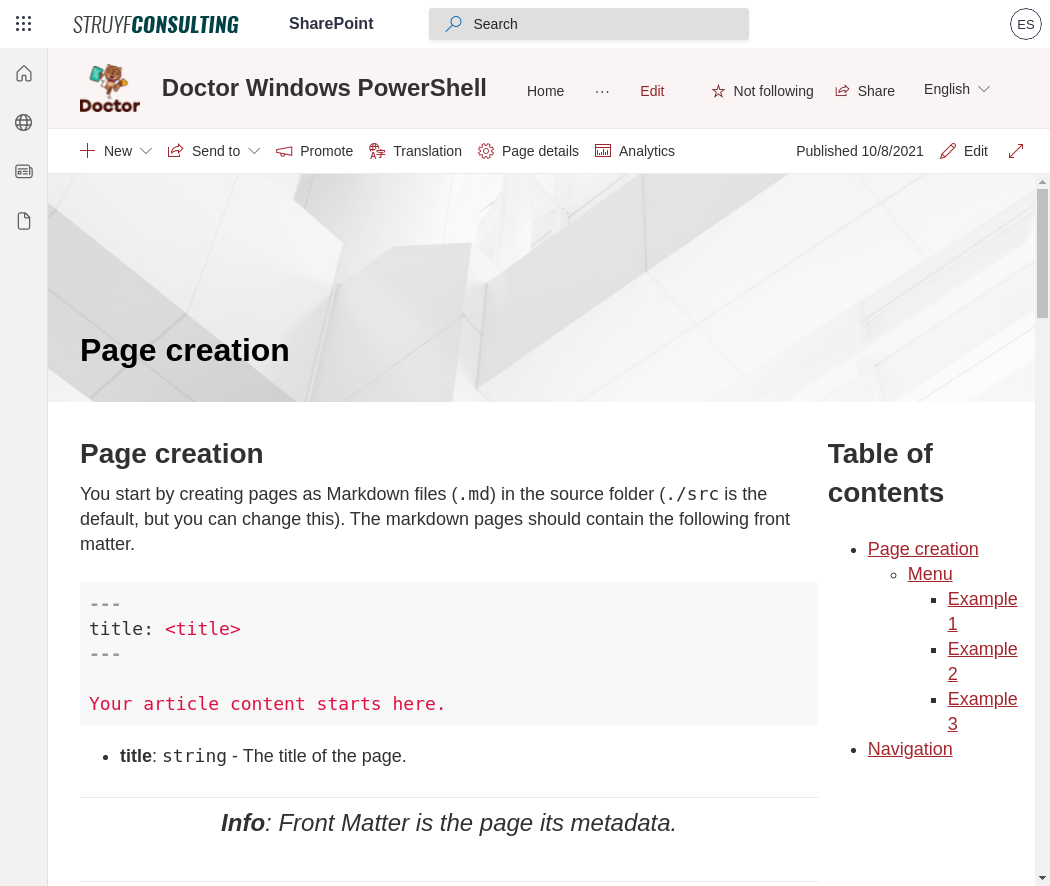 STRUYFCONSULTING SharePoint Search ES
Doctor
Doctor Windows PowerShell Home ... Edit Not following Share English
New Send to Promote Translation Page details Analytics Published 10/8/2021 Edit
Page creation
Page creation
You start by creating pages as Markdown files (.md) in the source folder (./src is the
default, but you can change this). The markdown pages should contain the following front
matter.
---
title: <title>
---
Your article content starts here.
• title: string - The title of the page.
Info: Front Matter is the page its metadata.
Table of
contents
• Page creation
◦ Menu
▪ Example
1
▪ Example
2
▪ Example
3
• Navigation